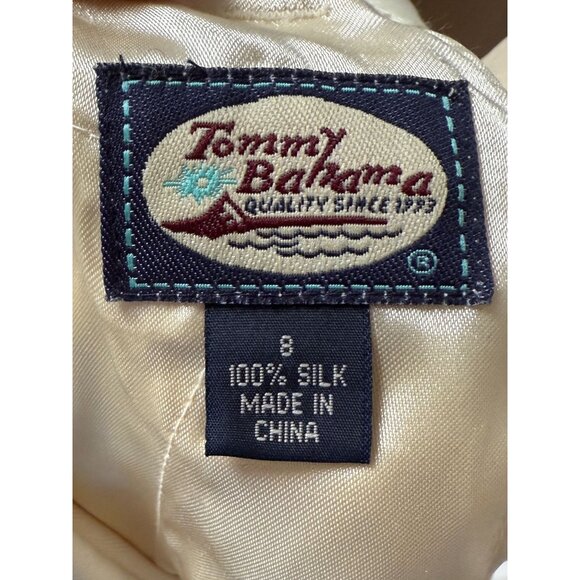 Tommy
Bahama
QUALITY SINCE 1993
®
8
100% SILK
MADE IN
CHINA